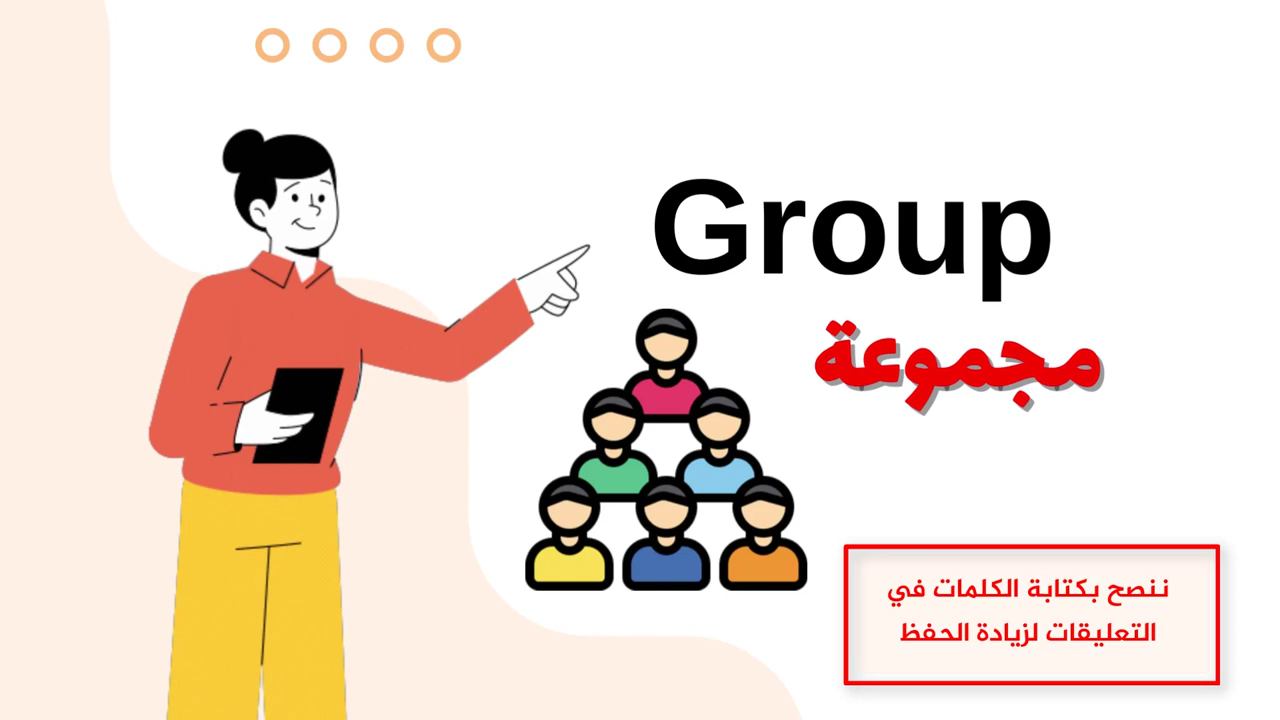 Group
مجموعة
ننصح بكتابة الكلمات في
التعليقات لزيادة الحفظ